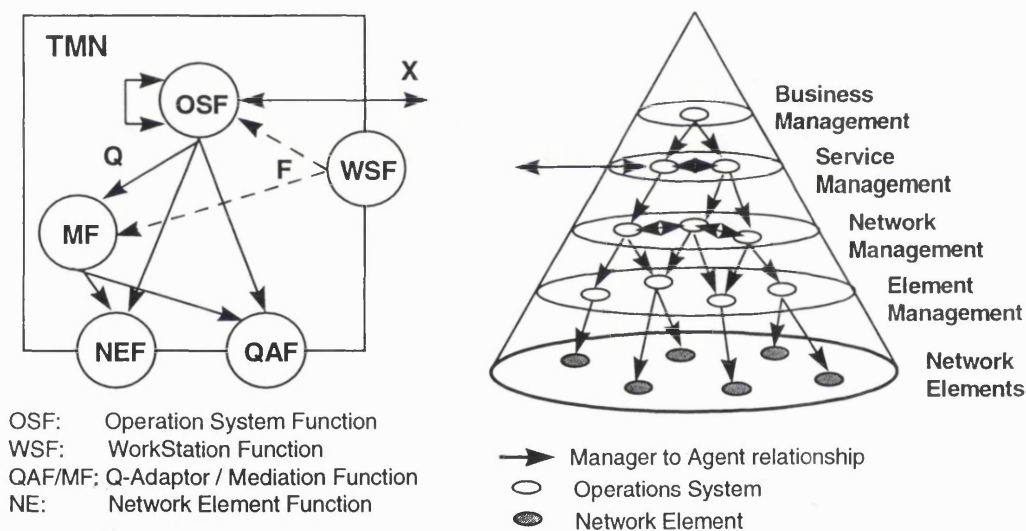 TMN
X
OSF
Q
F
WSF
MF
NEF
QAF
OSF: Operation System Function
WSF: WorkStation Function
QAF/MF: Q-Adaptor / Mediation Function
NE: Network Element Function
Business
Management
Service
Management
Network
Management
Element
Management
Network
Elements
Manager to Agent relationship
Operations System
Network Element